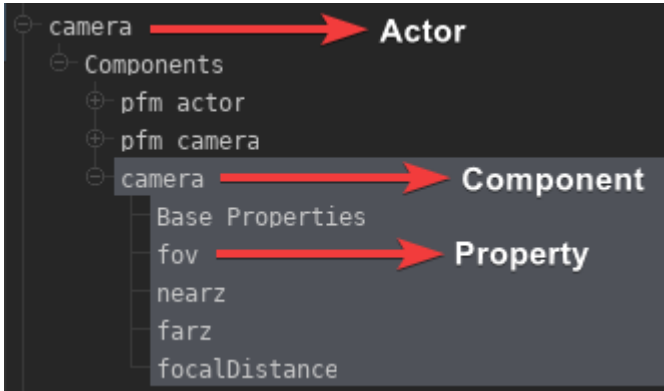 camera Actor
Components
pfm actor
pfm camera
camera Component
Base Properties
fov Property
nearz
farz
focalDistance